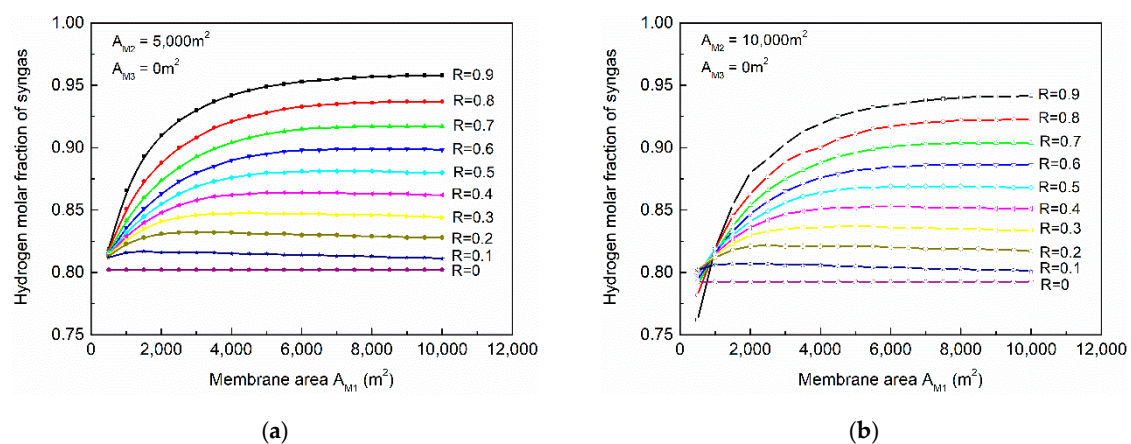 A_M2 = 5,000m²
A_M3 = 0m²
Hydrogen molar fraction of syngas
1.00
0.95
0.90
0.85
0.80
0.75
R=0.9
R=0.8
R=0.7
R=0.6
R=0.5
R=0.4
R=0.3
R=0.2
R=0.1
R=0
0 2,000 4,000 6,000 8,000 10,000 12,000
Membrane area A_M1 (m²)
(a)
A_M2 = 10,000m²
A_M3 = 0m²
Hydrogen molar fraction of syngas
1.00
0.95
0.90
0.85
0.80
0.75
R=0.9
R=0.8
R=0.7
R=0.6
R=0.5
R=0.4
R=0.3
R=0.2
R=0.1
R=0
0 2,000 4,000 6,000 8,000 10,000 12,000
Membrane area A_M1 (m²)
(b)